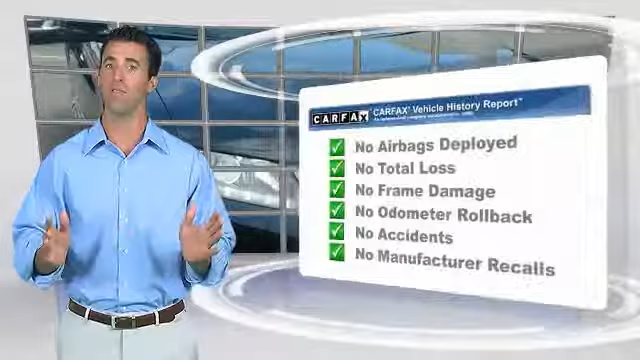 CARFAX CARFAX® Vehicle History Report™
No Airbags Deployed
No Total Loss
No Frame Damage
No Odometer Rollback
No Accidents
No Manufacturer Recalls